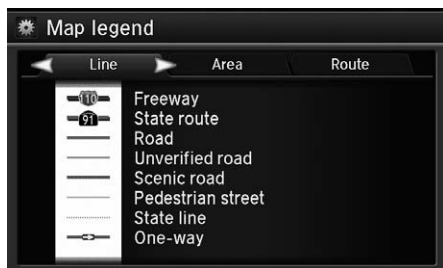 Map legend
Line Area Route
110 Freeway
91 State route
Road
Unverified road
Scenic road
Pedestrian street
State line
One-way